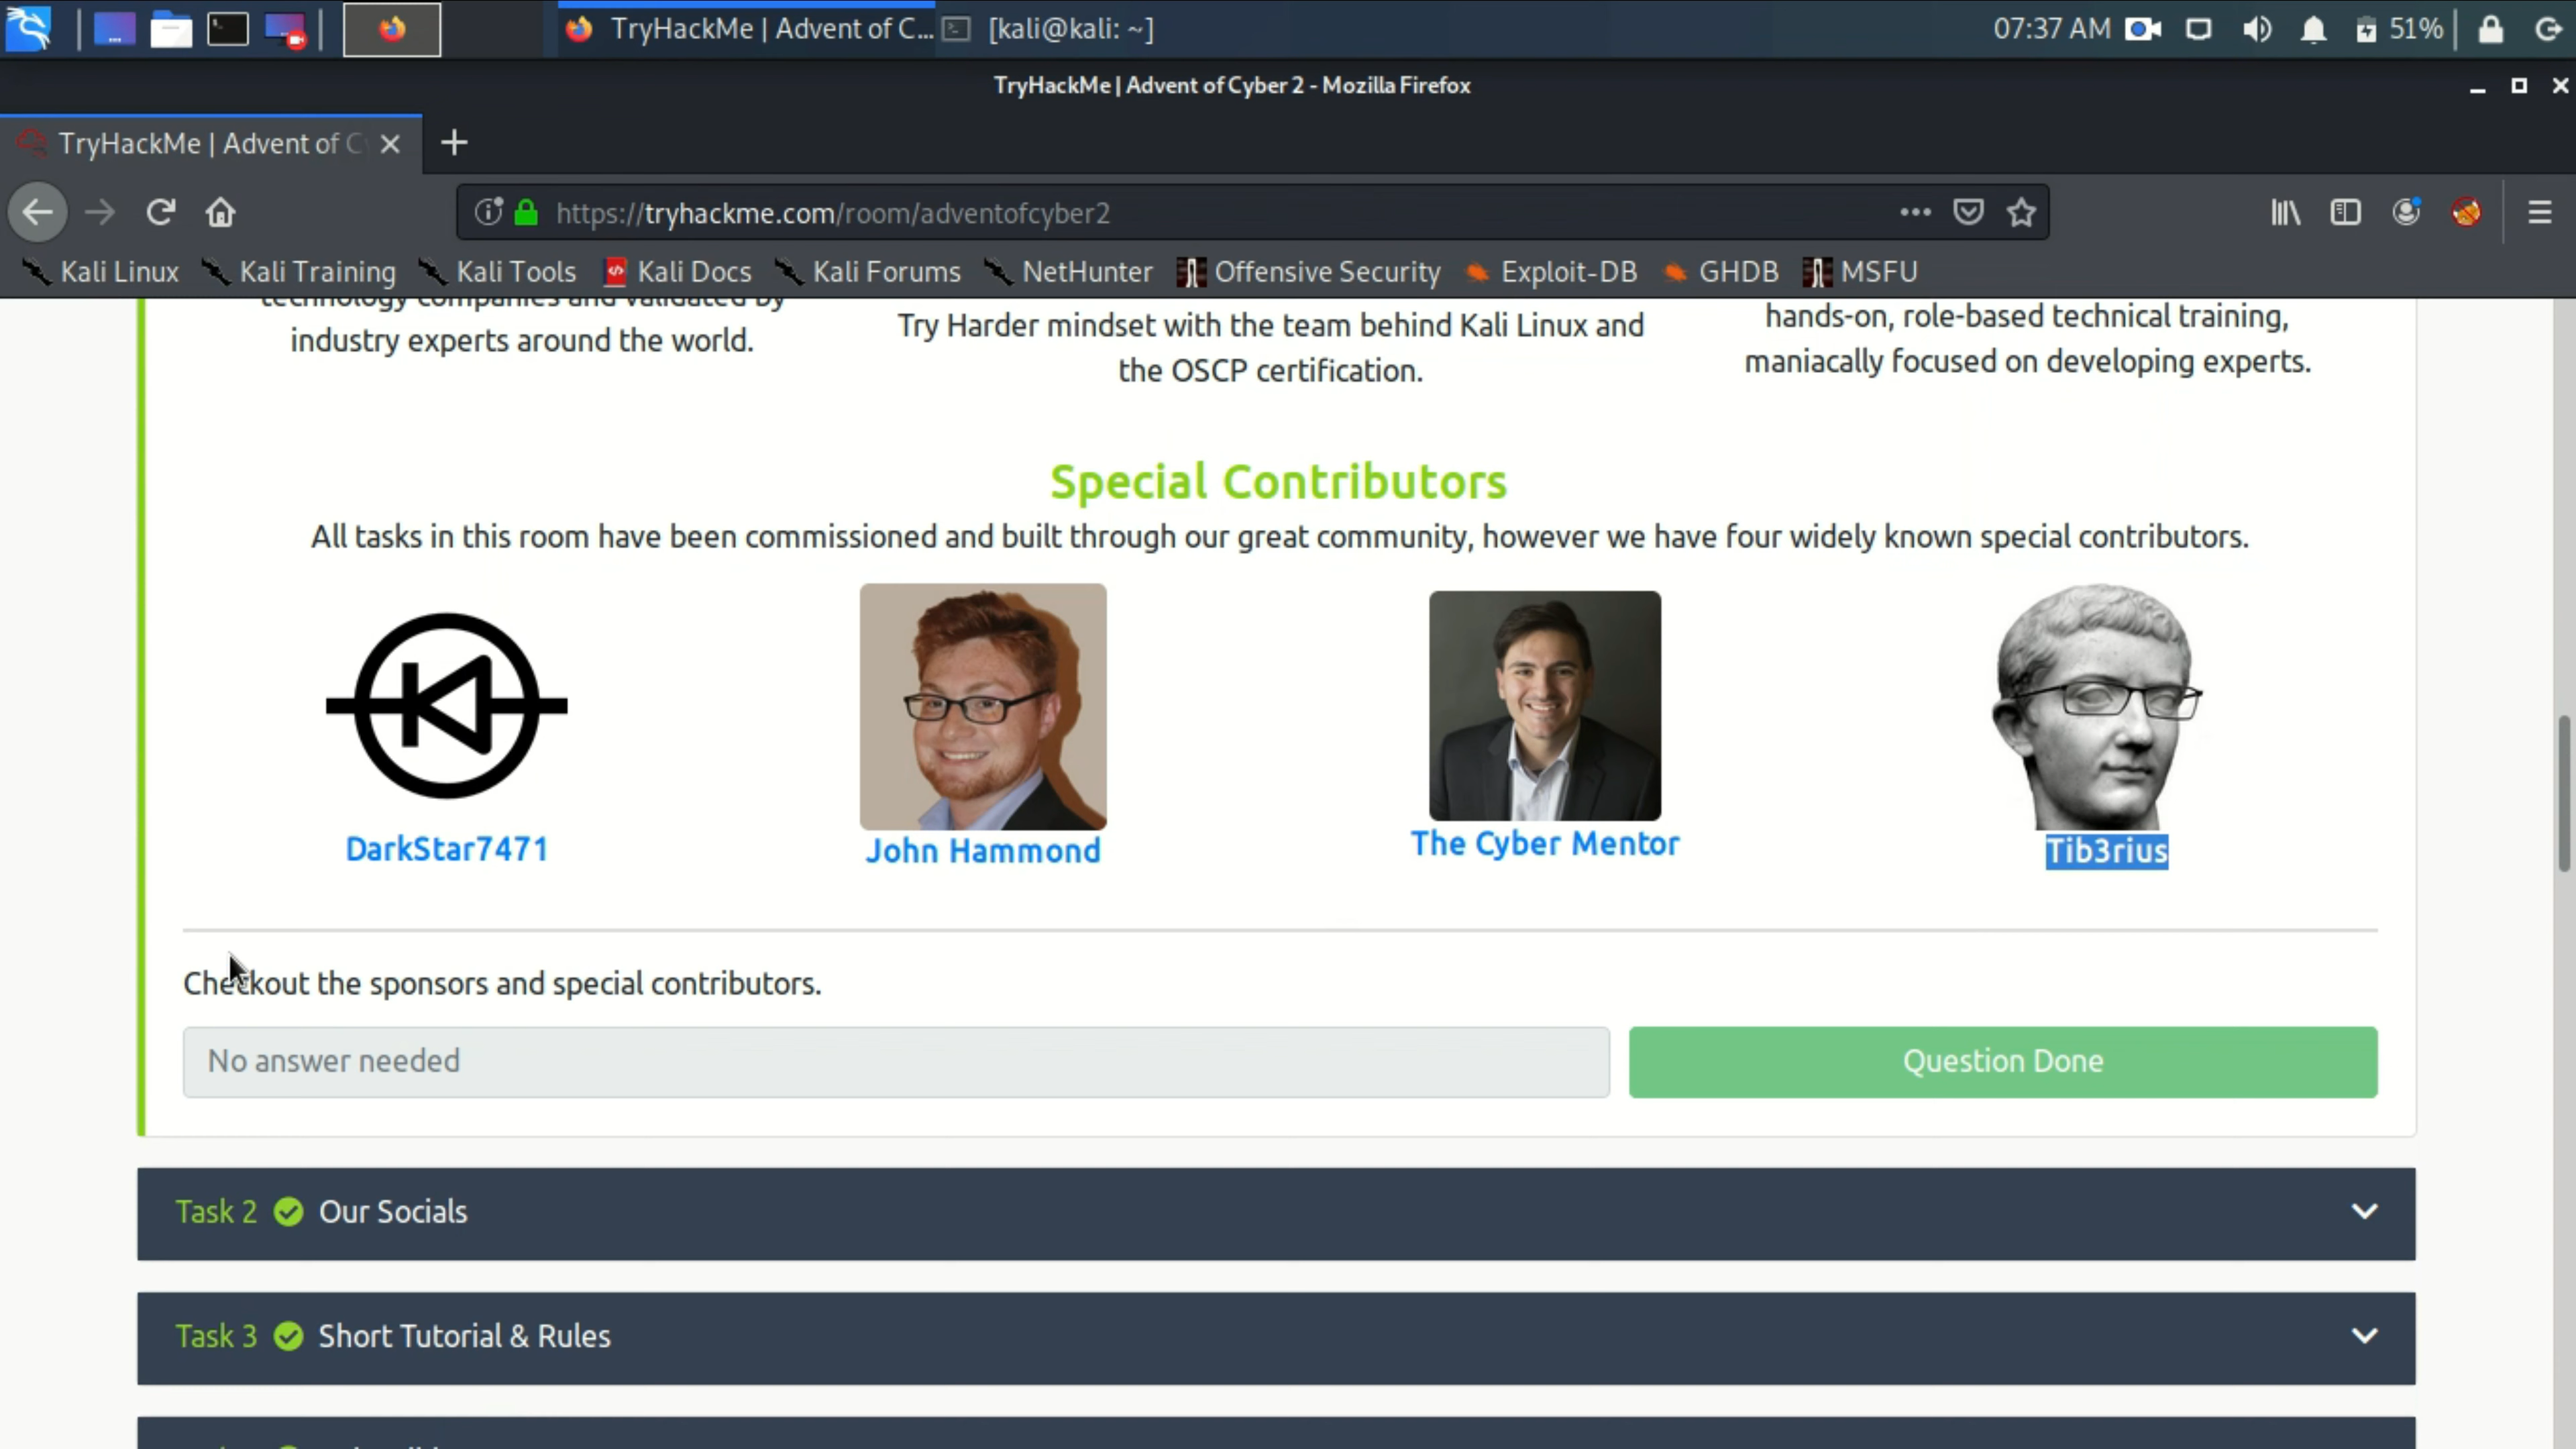 TryHackMe | Advent of C...
[kali@kali: ~]
07:37 AM
51%
TryHackMe | Advent of Cyber 2 - Mozilla Firefox
TryHackMe | Advent of C
https://tryhackme.com/room/adventofcyber2
Kali Linux
Kali Training
Kali Tools
Kali Docs
Kali Forums
NetHunter
Offensive Security
Exploit-DB
GHDB
MSFU
technology companies and validated by
industry experts around the world.
Try Harder mindset with the team behind Kali Linux and
the OSCP certification.
hands-on, role-based technical training,
maniacally focused on developing experts.
Special Contributors
All tasks in this room have been commissioned and built through our great community, however we have four widely known special contributors.
DarkStar7471
John Hammond
The Cyber Mentor
Tib3rius
Checkout the sponsors and special contributors.
No answer needed
Question Done
Task 2 Our Socials
Task 3 Short Tutorial & Rules